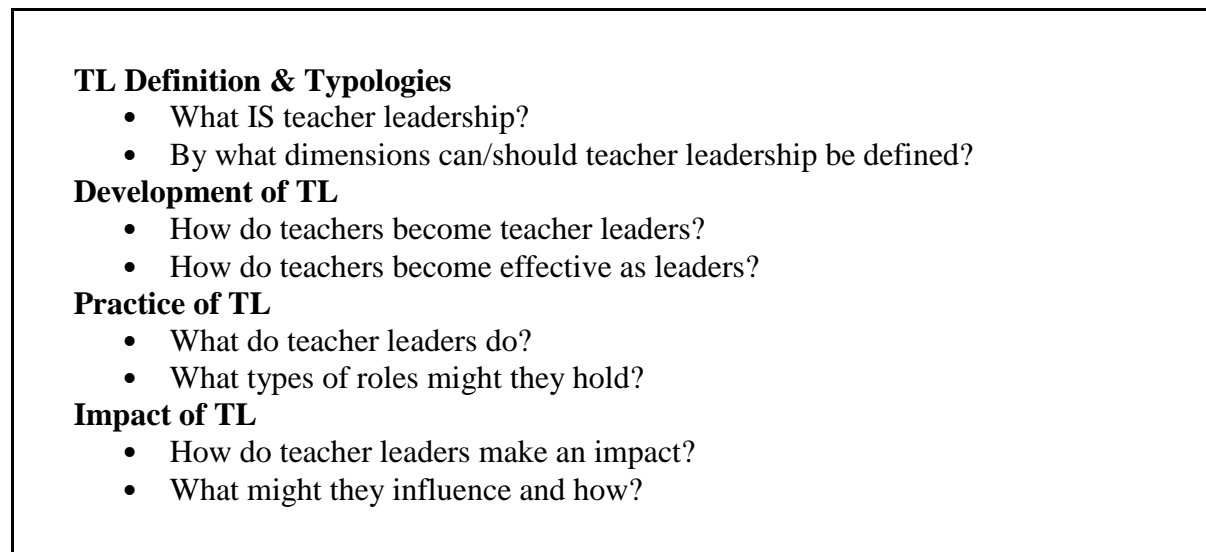 TL Definition & Typologies
• What IS teacher leadership?
• By what dimensions can/should teacher leadership be defined?
Development of TL
• How do teachers become teacher leaders?
• How do teachers become effective as leaders?
Practice of TL
• What do teacher leaders do?
• What types of roles might they hold?
Impact of TL
• How do teacher leaders make an impact?
• What might they influence and how?